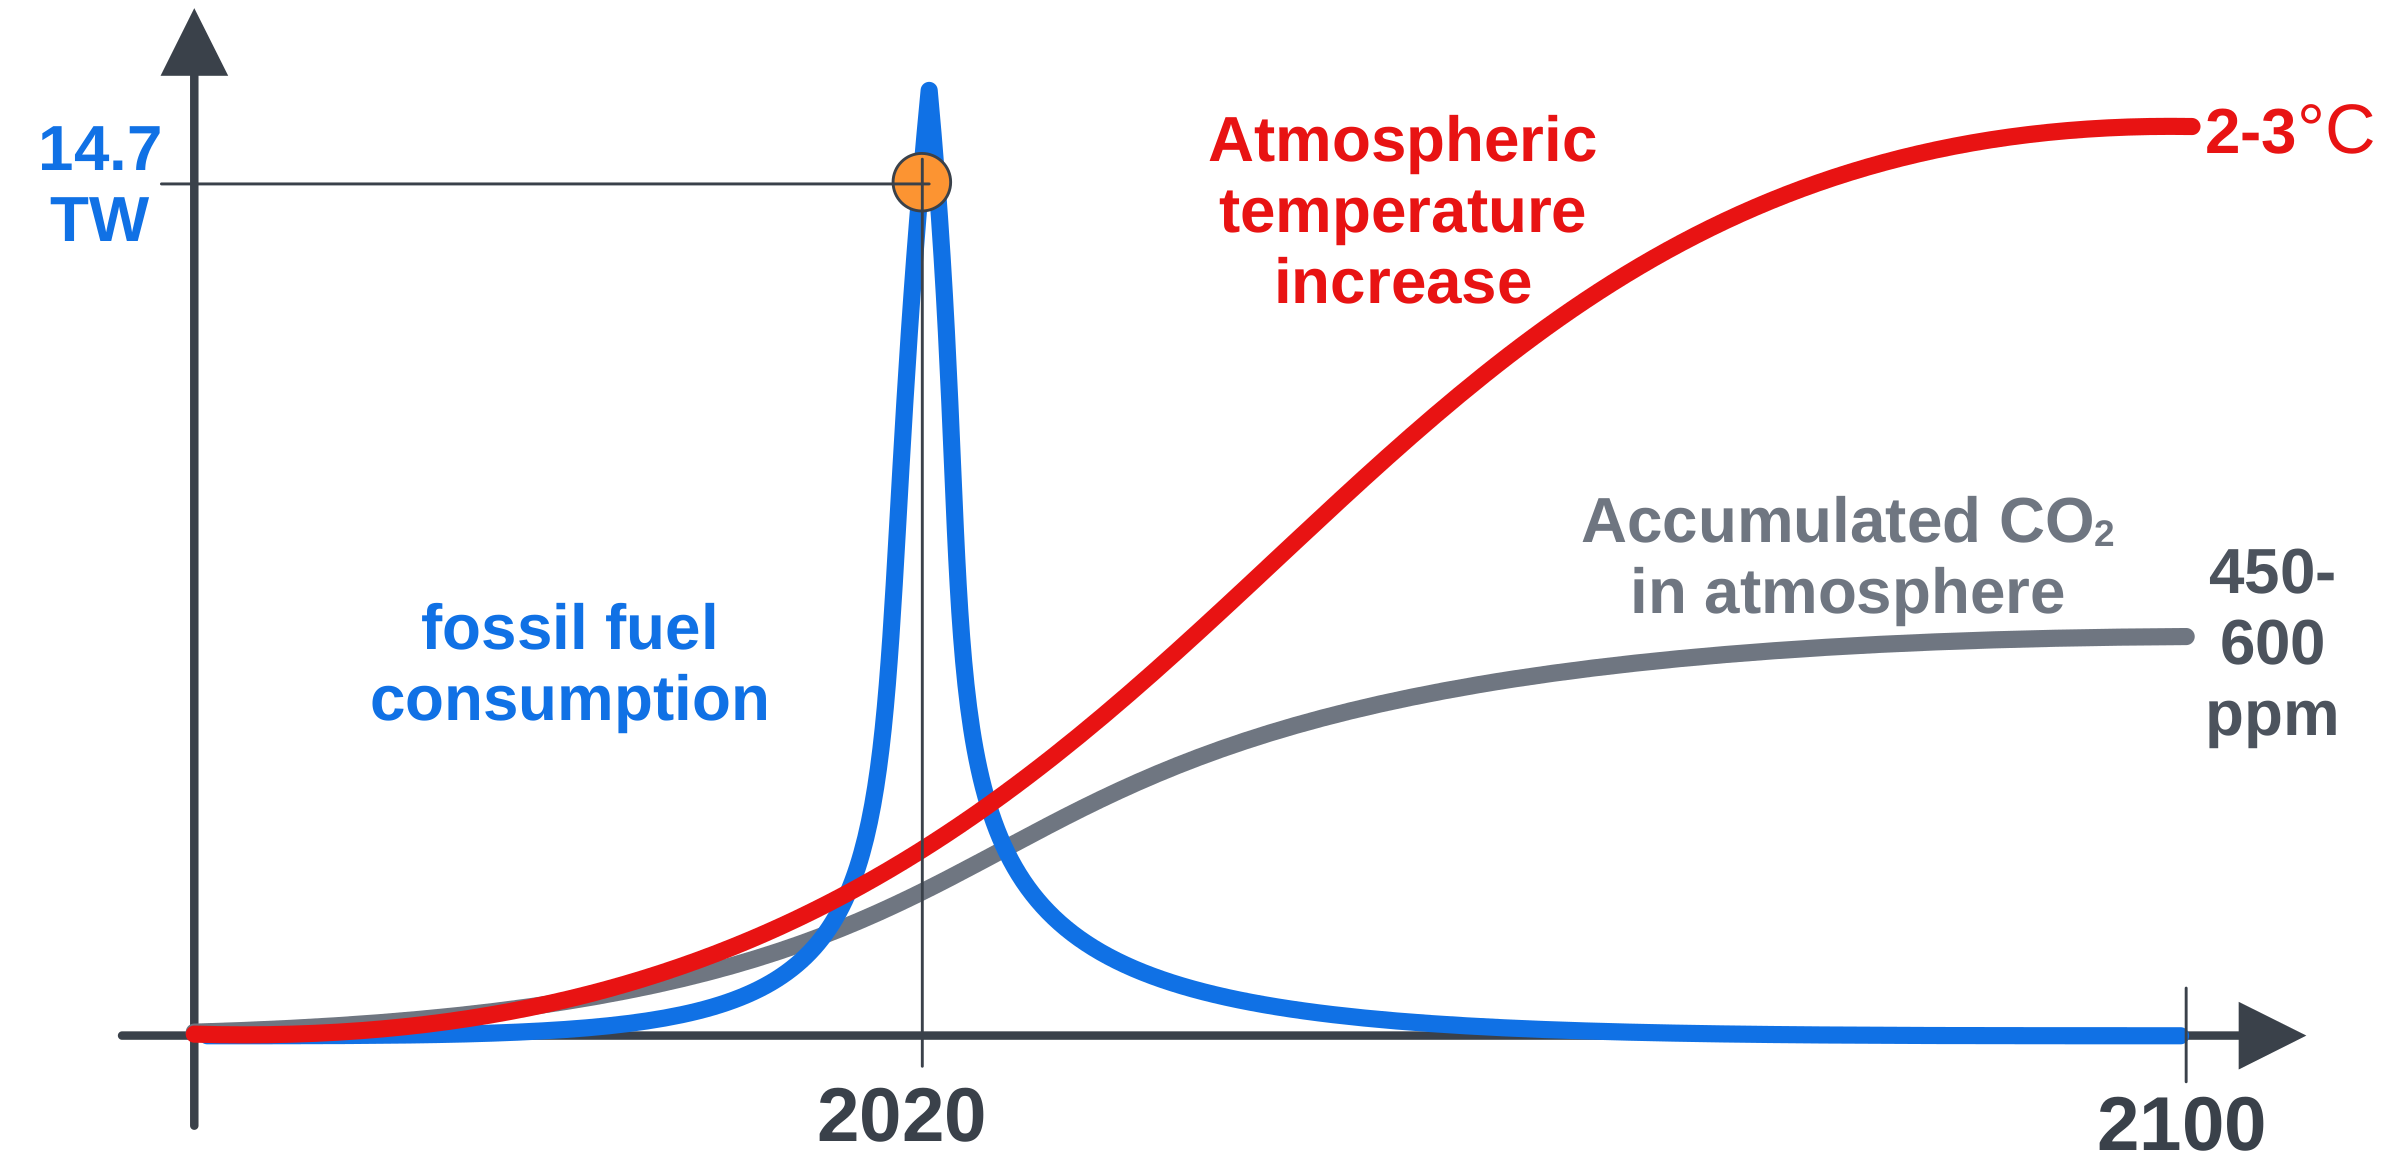 14.7
TW
Atmospheric
temperature
increase
2-3°C
Accumulated CO₂
in atmosphere
450-
600
ppm
fossil fuel
consumption
2020
2100